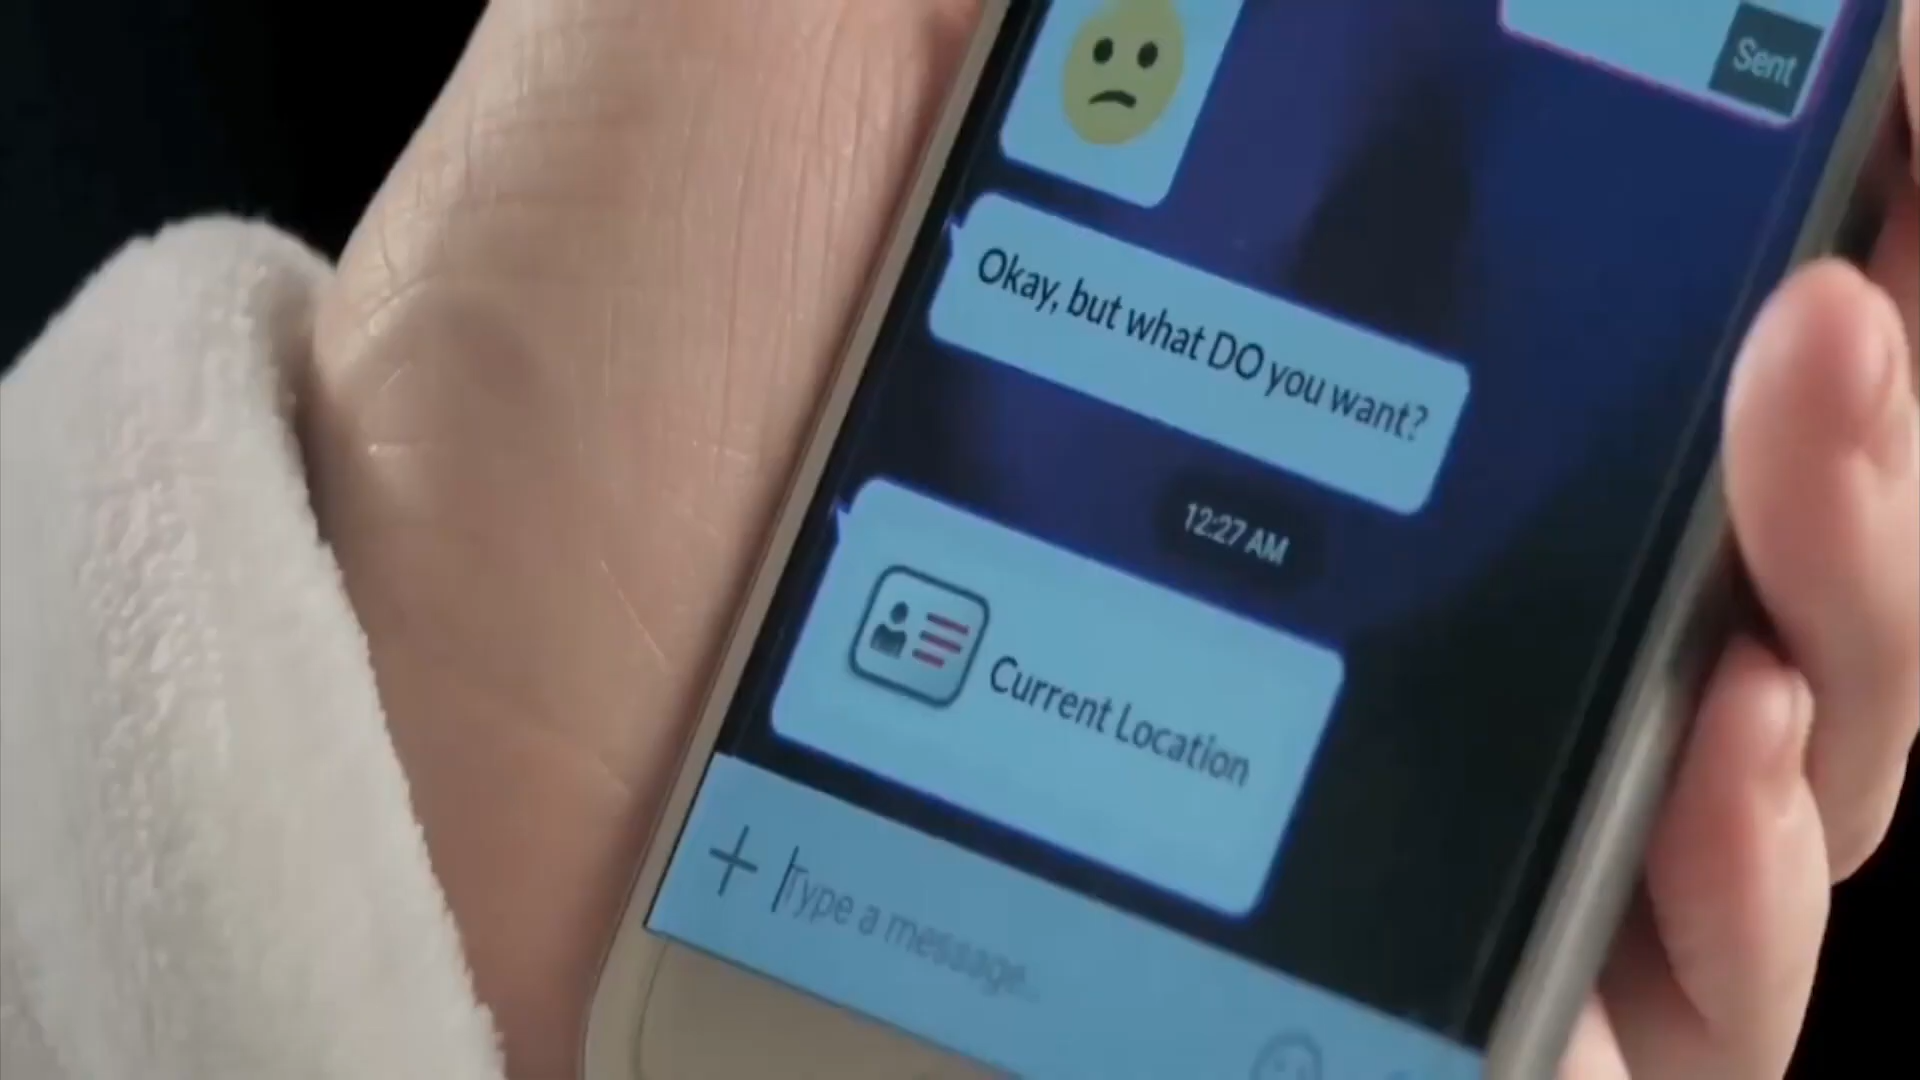 Sent
Okay, but what DO you want?
12:27 AM
Current Location
Type a message...